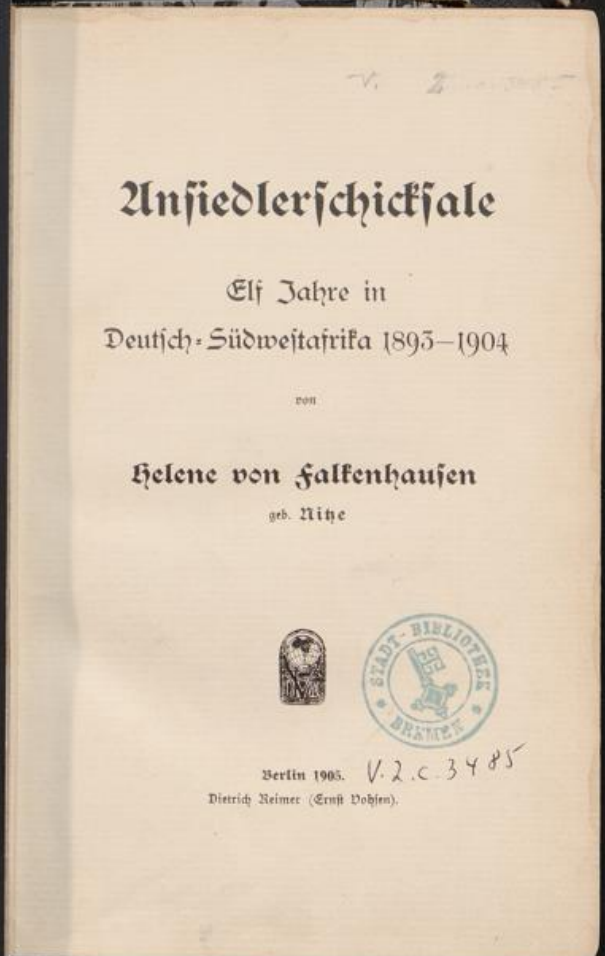 Ansiedlerschicksale
Elf Jahre in
Deutsch-Südwestafrika 1893–1904
von
Helene von Falkenhausen
geb. Nitze
STADT-BIBLIOTHEK
BREMEN
Berlin 1905.
V. 2. c. 3485
Dietrich Reimer (Ernst Vohsen).